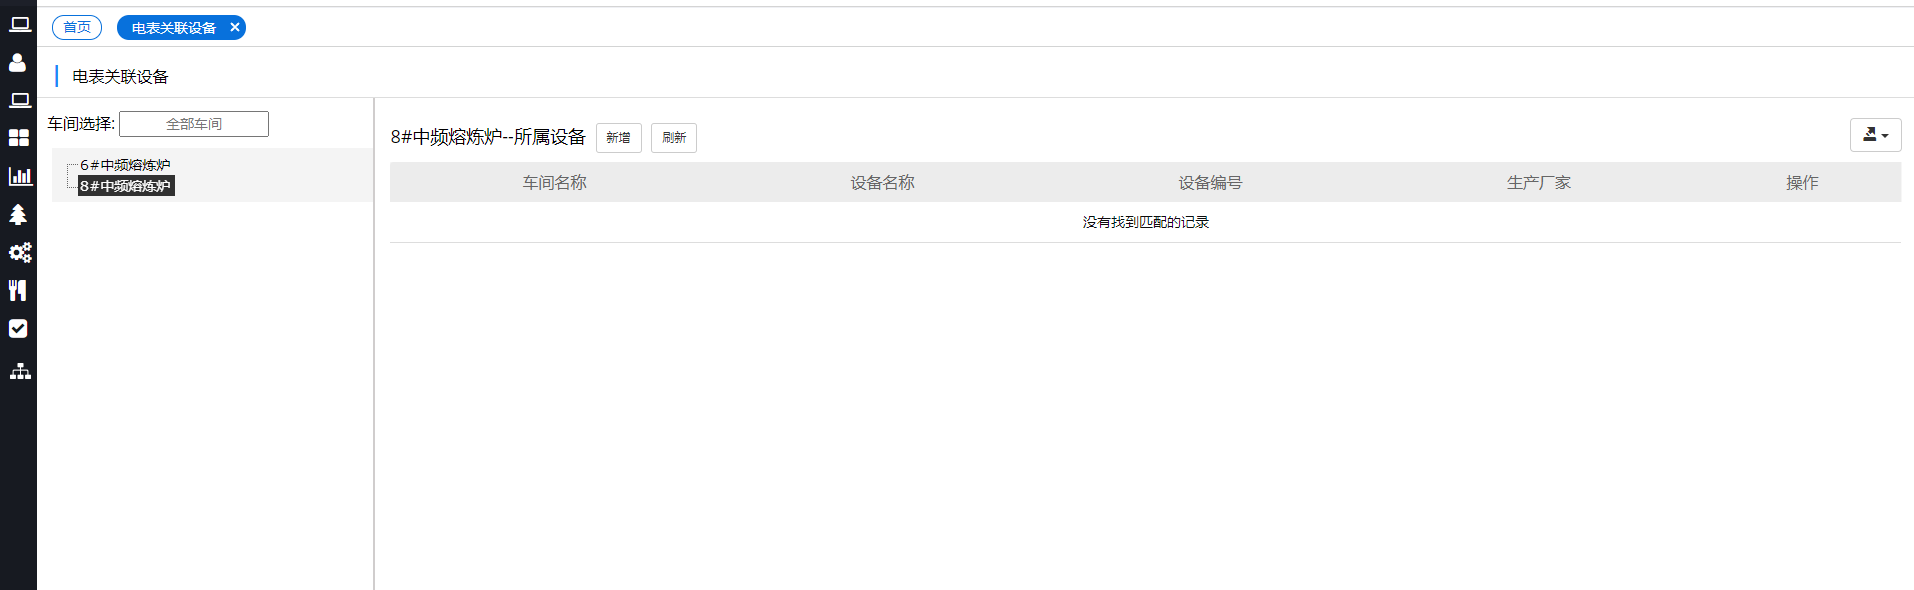 首页 电表关联设备 ×
电表关联设备
车间选择: 全部车间
6#中频熔炼炉
8#中频熔炼炉
8#中频熔炼炉--所属设备 新增 刷新
车间名称 设备名称 设备编号 生产厂家 操作
没有找到匹配的记录